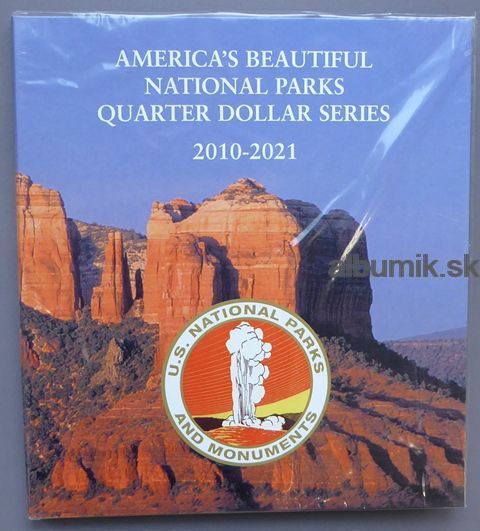 AMERICA'S BEAUTIFUL
NATIONAL PARKS
QUARTER DOLLAR SERIES
2010-2021
albumik.sk
U.S. NATIONAL PARKS
AND MONUMENTS